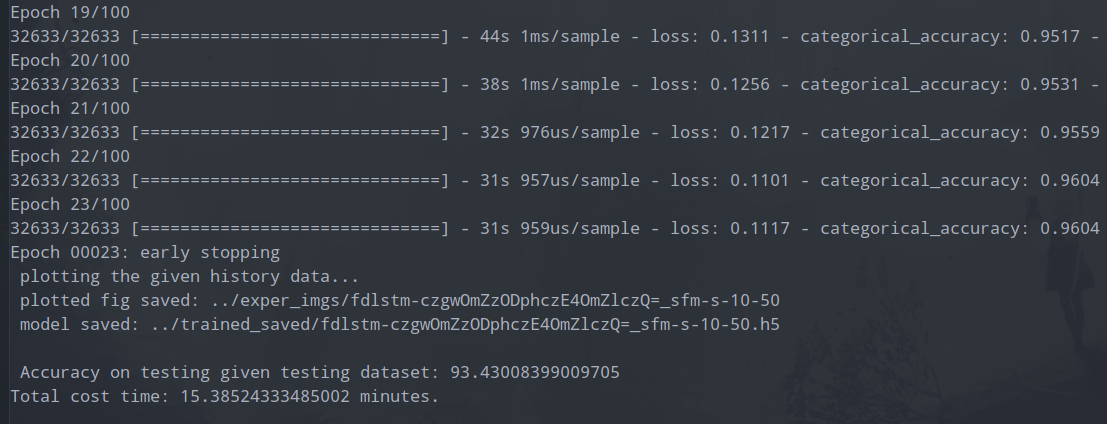 Epoch 19/100
32633/32633 [==============================] - 44s 1ms/sample - loss: 0.1311 - categorical_accuracy: 0.9517 -
Epoch 20/100
32633/32633 [==============================] - 38s 1ms/sample - loss: 0.1256 - categorical_accuracy: 0.9531 -
Epoch 21/100
32633/32633 [==============================] - 32s 976us/sample - loss: 0.1217 - categorical_accuracy: 0.9559
Epoch 22/100
32633/32633 [==============================] - 31s 957us/sample - loss: 0.1101 - categorical_accuracy: 0.9604
Epoch 23/100
32633/32633 [==============================] - 31s 959us/sample - loss: 0.1117 - categorical_accuracy: 0.9604
Epoch 00023: early stopping
plotting the given history data...
plotted fig saved: ../exper_imgs/fdlstm-czgwOmZzODphczE4OmZlczQ=_sfm-s-10-50
model saved: ../trained_saved/fdlstm-czgwOmZzODphczE4OmZlczQ=_sfm-s-10-50.h5
Accuracy on testing given testing dataset: 93.43008399009705
Total cost time: 15.38524333485002 minutes.